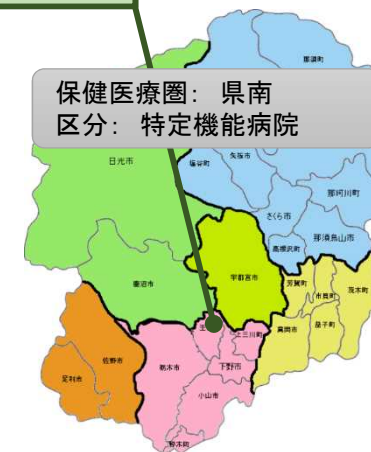 保健医療圏： 県南
区分： 特定機能病院
那須町
日光市
塩谷町
矢板市
那珂川町
さくら市
那須烏山市
高根沢町
宇都宮市
芳賀町
茂木町
市貝町
鹿沼市
益子町
真岡市
上三川町
壬
佐野市
栃木市
下野市
足利市
小山市
野木町